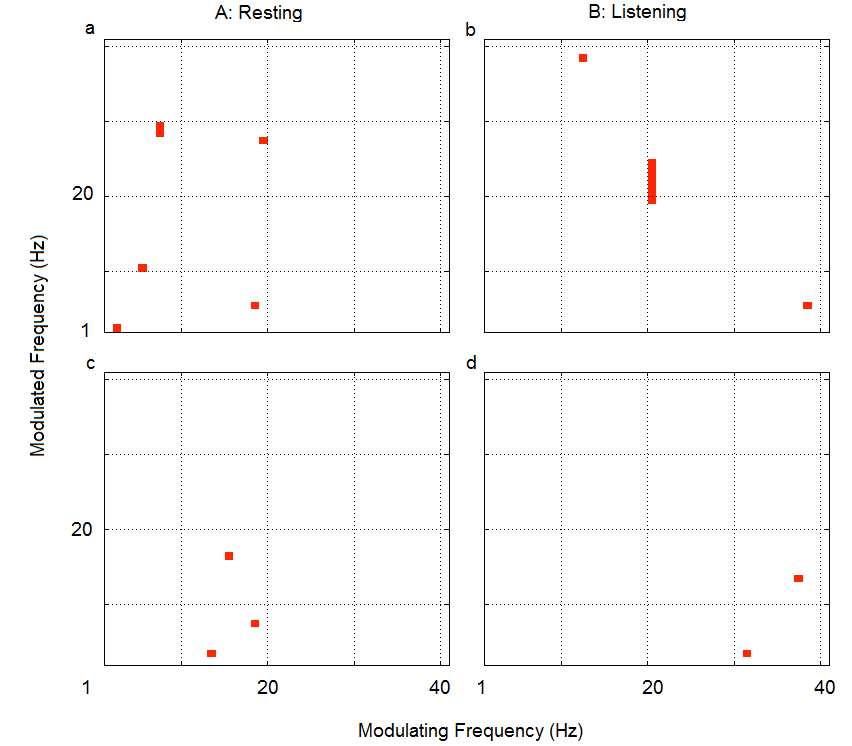 A: Resting
B: Listening
a
b
20
1
c
d
20
1
20
40
1
20
40
Modulated Frequency (Hz)
Modulating Frequency (Hz)